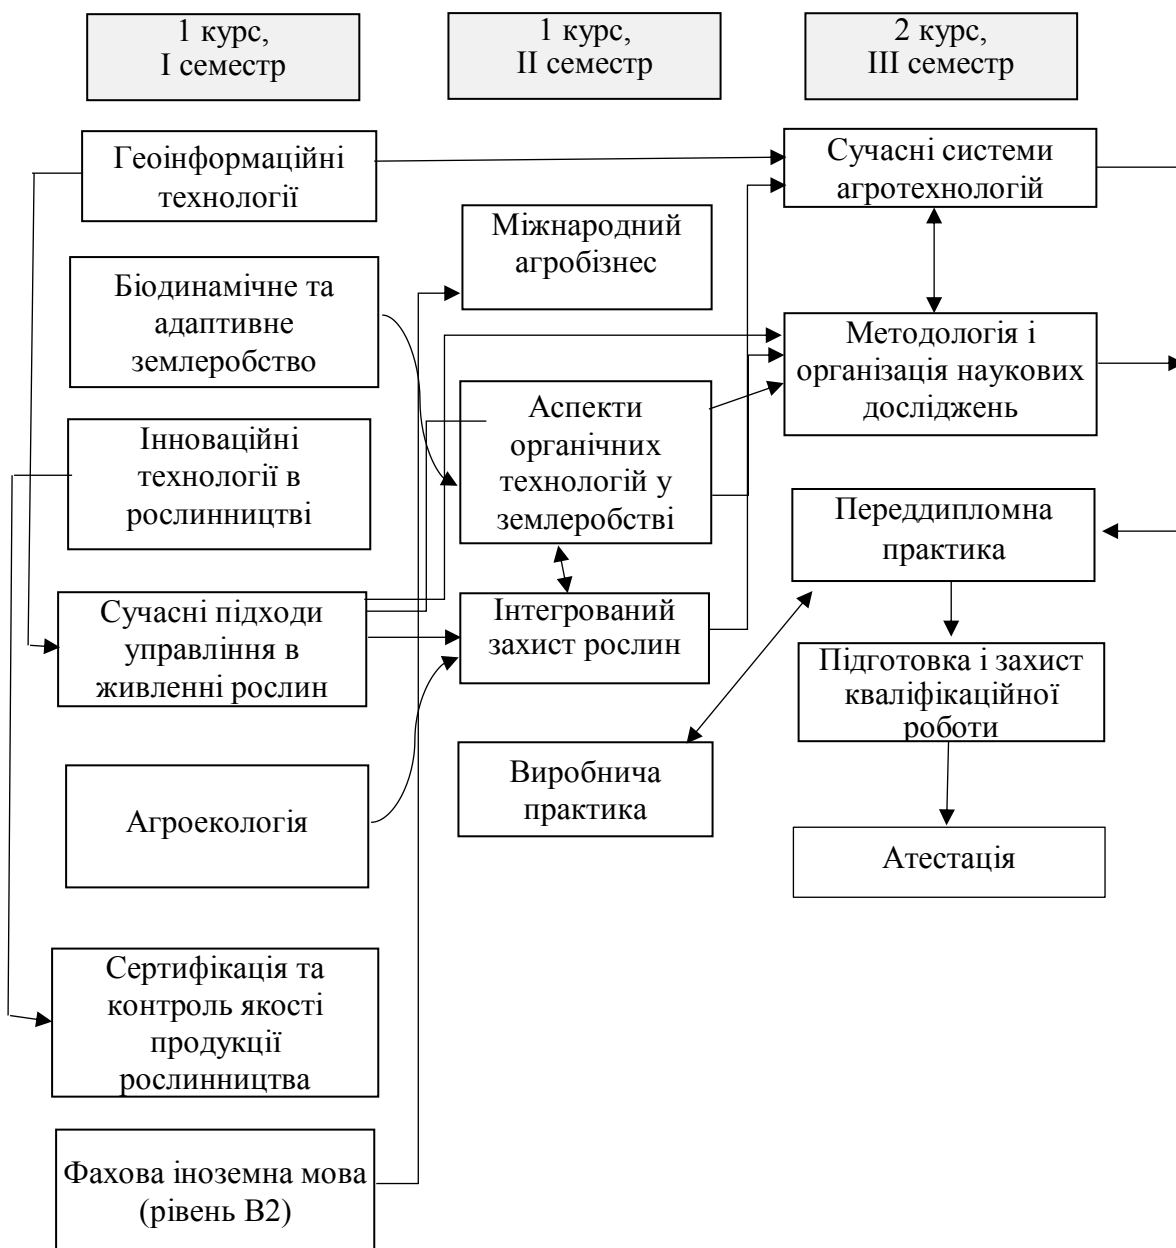 1 курс,
І семестр
1 курс,
ІІ семестр
2 курс,
ІІІ семестр
Геоінформаційні
технології
Біодинамічне та
адаптивне
землеробство
Інноваційні
технології в
рослинництві
Сучасні підходи
управління в
живленні рослин
Агроекологія
Сертифікація та
контроль якості
продукції
рослинництва
Фахова іноземна мова
(рівень В2)
Міжнародний
агробізнес
Аспекти
органічних
технологій у
землеробстві
Інтегрований
захист рослин
Виробнича
практика
Сучасні системи
агротехнологій
Методологія і
організація наукових
досліджень
Переддипломна
практика
Підготовка і захист
кваліфікаційної
роботи
Атестація